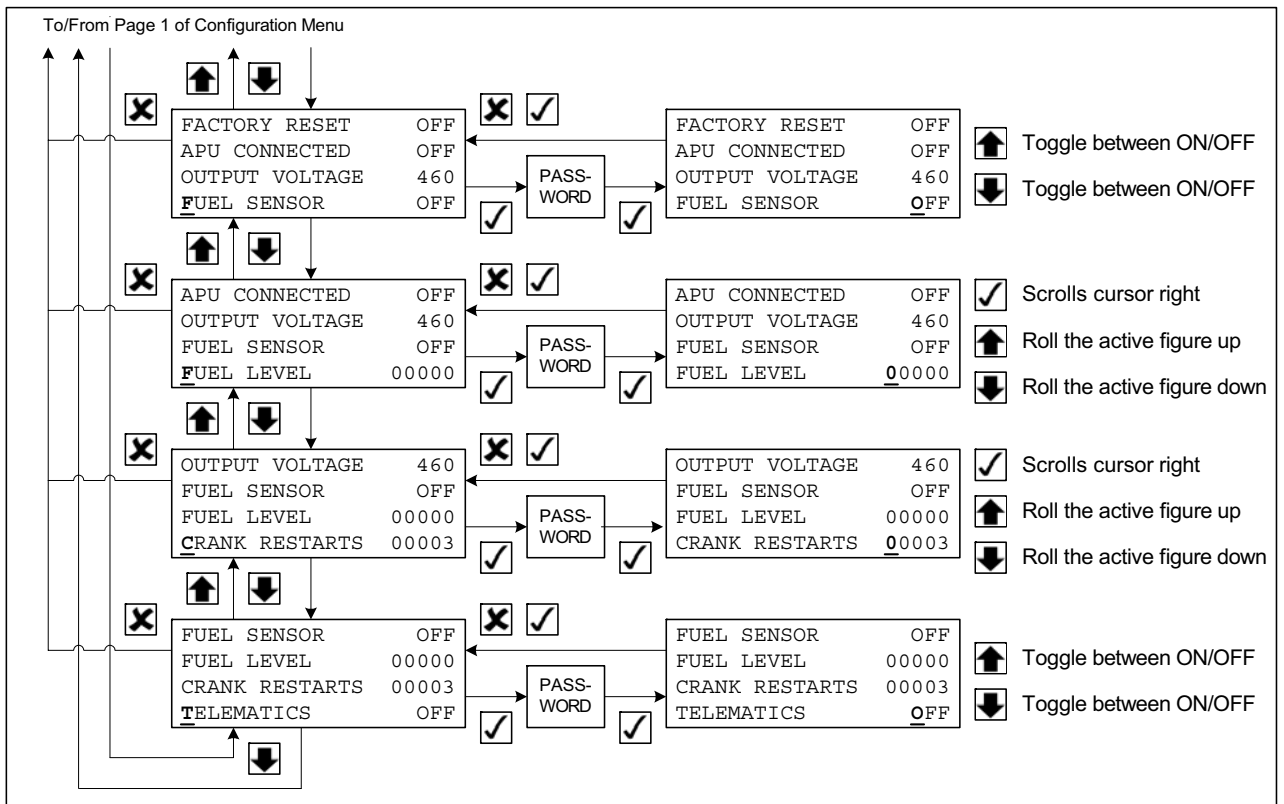 To/From Page 1 of Configuration Menu
FACTORY RESET OFF
APU CONNECTED OFF
OUTPUT VOLTAGE 460
FUEL SENSOR OFF
PASS-
WORD
FACTORY RESET OFF
APU CONNECTED OFF
OUTPUT VOLTAGE 460
FUEL SENSOR OFF
Toggle between ON/OFF
Toggle between ON/OFF
APU CONNECTED OFF
OUTPUT VOLTAGE 460
FUEL SENSOR OFF
FUEL LEVEL 00000
PASS-
WORD
APU CONNECTED OFF
OUTPUT VOLTAGE 460
FUEL SENSOR OFF
FUEL LEVEL 00000
Scrolls cursor right
Roll the active figure up
Roll the active figure down
OUTPUT VOLTAGE 460
FUEL SENSOR OFF
FUEL LEVEL 00000
CRANK RESTARTS 00003
PASS-
WORD
OUTPUT VOLTAGE 460
FUEL SENSOR OFF
FUEL LEVEL 00000
CRANK RESTARTS 00003
Scrolls cursor right
Roll the active figure up
Roll the active figure down
FUEL SENSOR OFF
FUEL LEVEL 00000
CRANK RESTARTS 00003
TELEMATICS OFF
PASS-
WORD
FUEL SENSOR OFF
FUEL LEVEL 00000
CRANK RESTARTS 00003
TELEMATICS OFF
Toggle between ON/OFF
Toggle between ON/OFF